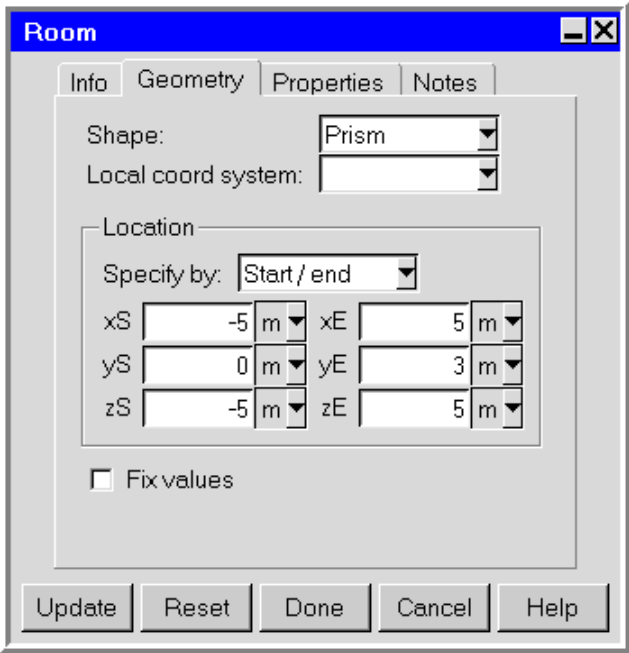 Room
Info Geometry Properties Notes
Shape: Prism
Local coord system:
Location
Specify by: Start / end
xS -5 m xE 5 m
yS 0 m yE 3 m
zS -5 m zE 5 m
Fix values
Update Reset Done Cancel Help